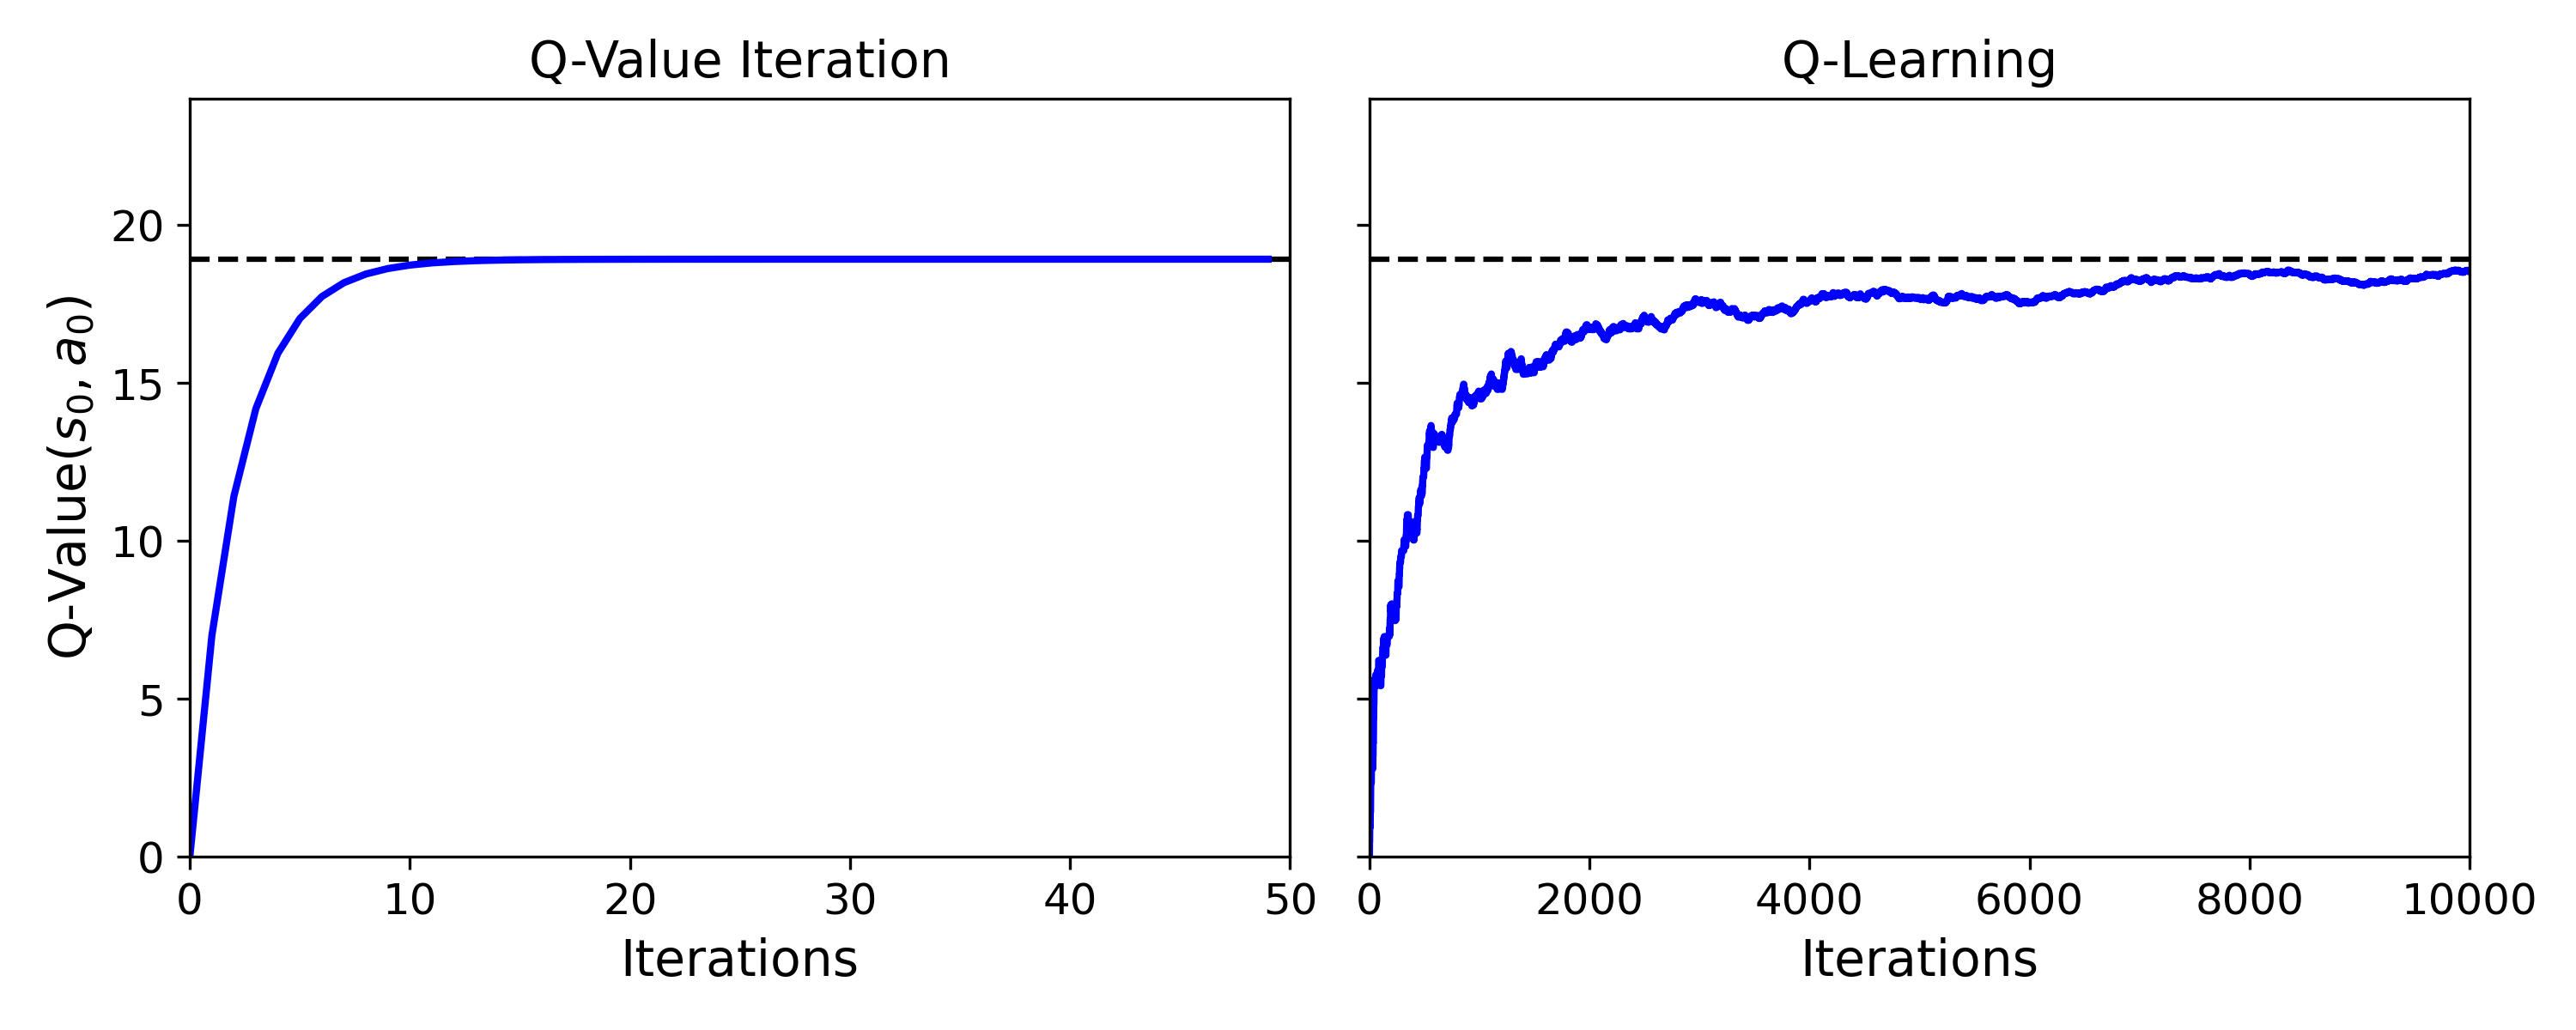 Q-Value Iteration
Q-Value(s₀, a₀)
20
15
10
5
0
0 10 20 30 40 50
Iterations
Q-Learning
0 2000 4000 6000 8000 10000
Iterations